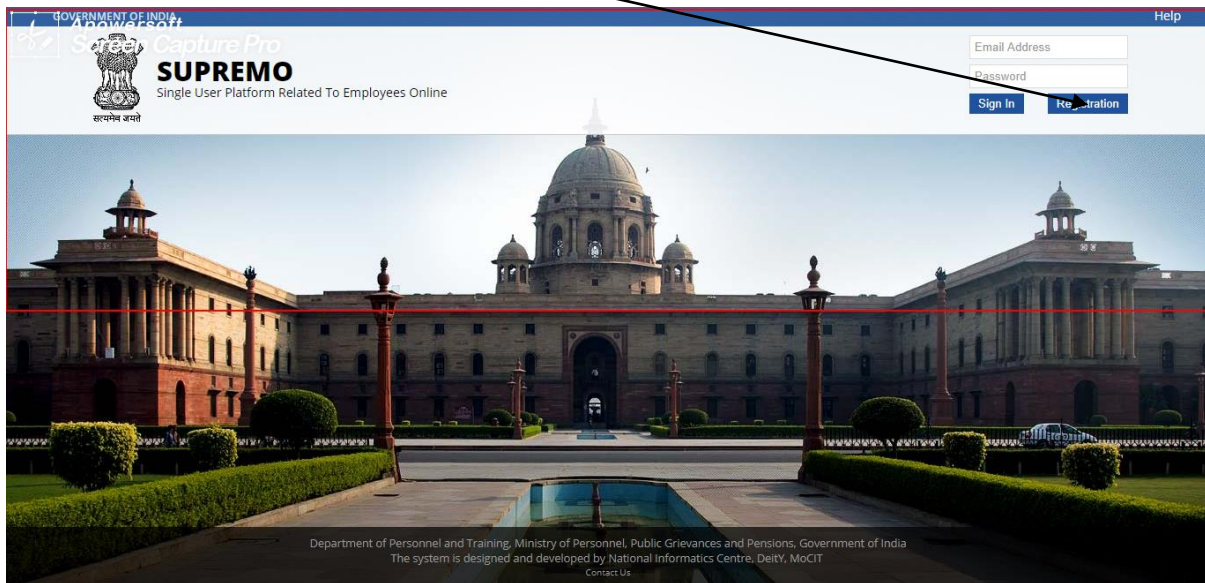 GOVERNMENT OF INDIA
Help
Apowersoft
Screen Capture Pro
SUPREMO
Single User Platform Related To Employees Online
सत्यमेव जयते
Email Address
Password
Sign In
Registration
Department of Personnel and Training, Ministry of Personnel, Public Grievances and Pensions, Government of India
The system is designed and developed by National Informatics Centre, DeitY, MoCIT
Contact Us